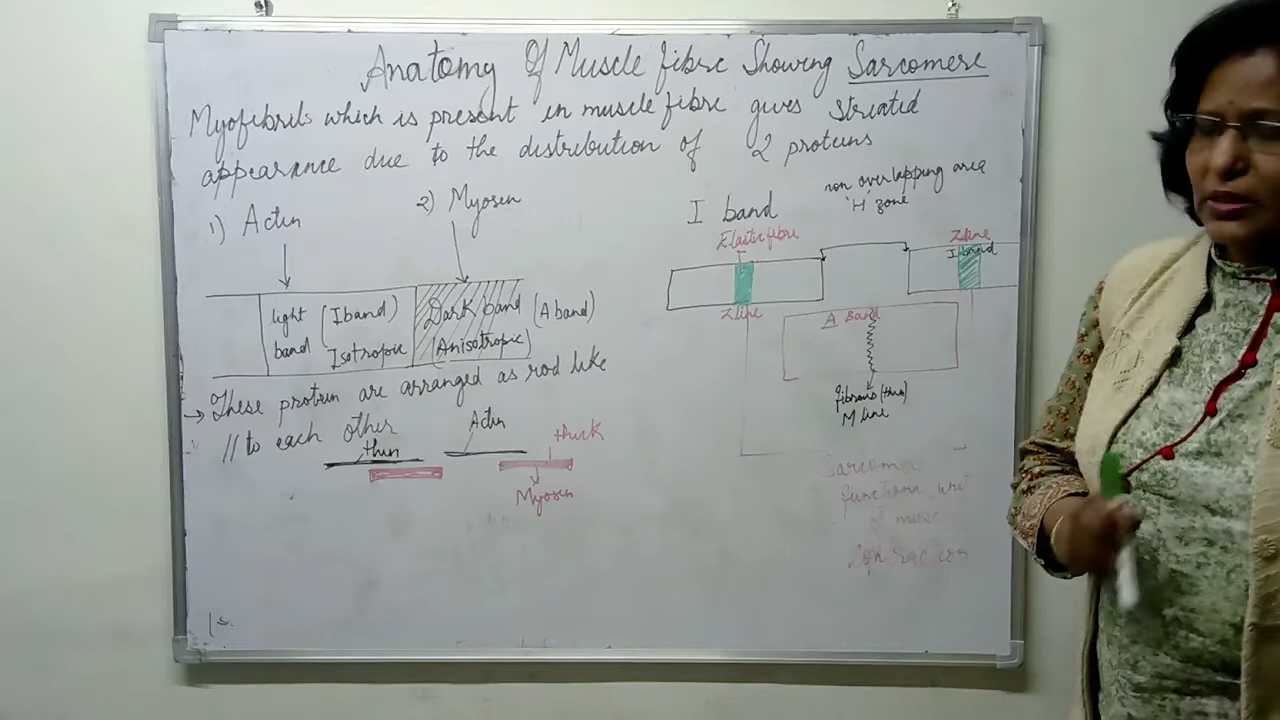 Anatomy Of Muscle fibre Showing Sarcomere
Myofibrils which is present in muscle fibre gives striated
appearance due to the distribution of 2 proteins
1) Actin
2) Myosin
light
band
(I band)
Isotropic
Dark band
(Anisotropic)
(A band)
→ These protein are arranged as rod like
// to each other
thin
Actin
thick
Myosin
I band
non overlapping area
'H' zone
Elastic fibre
Z line
Z line
I band
A Band
fibrous (thin)
M line
functional unit
of